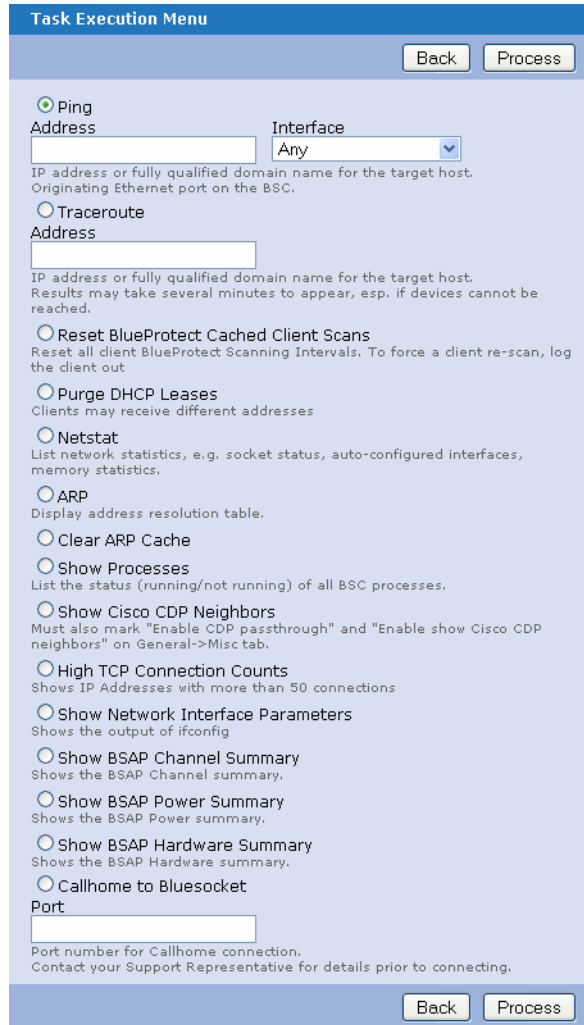 Task Execution Menu
Back Process
Ping
Address Interface
Any
IP address or fully qualified domain name for the target host.
Originating Ethernet port on the BSC.
Traceroute
Address
IP address or fully qualified domain name for the target host.
Results may take several minutes to appear, esp. if devices cannot be
reached.
Reset BlueProtect Cached Client Scans
Reset all client BlueProtect Scanning Intervals. To force a client re-scan, log
the client out
Purge DHCP Leases
Clients may receive different addresses
Netstat
List network statistics, e.g. socket status, auto-configured interfaces,
memory statistics.
ARP
Display address resolution table.
Clear ARP Cache
Show Processes
List the status (running/not running) of all BSC processes.
Show Cisco CDP Neighbors
Must also mark "Enable CDP passthrough" and "Enable show Cisco CDP
neighbors" on General->Misc tab.
High TCP Connection Counts
Shows IP Addresses with more than 50 connections
Show Network Interface Parameters
Shows the output of ifconfig
Show BSAP Channel Summary
Shows the BSAP Channel summary.
Show BSAP Power Summary
Shows the BSAP Power summary.
Show BSAP Hardware Summary
Shows the BSAP Hardware summary.
Callhome to Bluesocket
Port
Port number for Callhome connection.
Contact your Support Representative for details prior to connecting.
Back Process